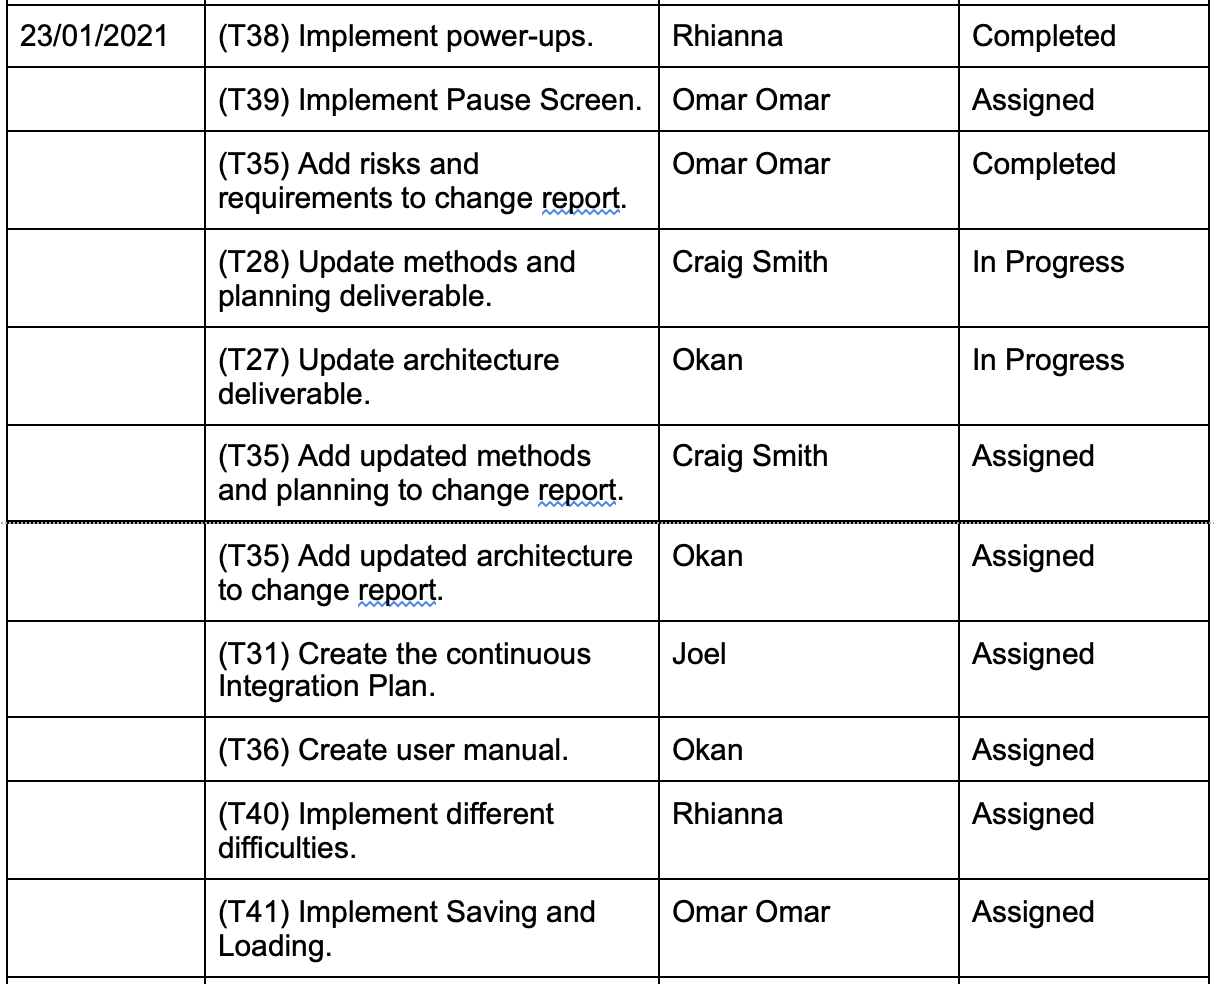 23/01/2021 (T38) Implement power-ups. Rhianna Completed
(T39) Implement Pause Screen. Omar Omar Assigned
(T35) Add risks and Omar Omar Completed
requirements to change report.
(T28) Update methods and Craig Smith In Progress
planning deliverable.
(T27) Update architecture Okan In Progress
deliverable.
(T35) Add updated methods Craig Smith Assigned
and planning to change report.
(T35) Add updated architecture Okan Assigned
to change report.
(T31) Create the continuous Joel Assigned
Integration Plan.
(T36) Create user manual. Okan Assigned
(T40) Implement different Rhianna Assigned
difficulties.
(T41) Implement Saving and Omar Omar Assigned
Loading.